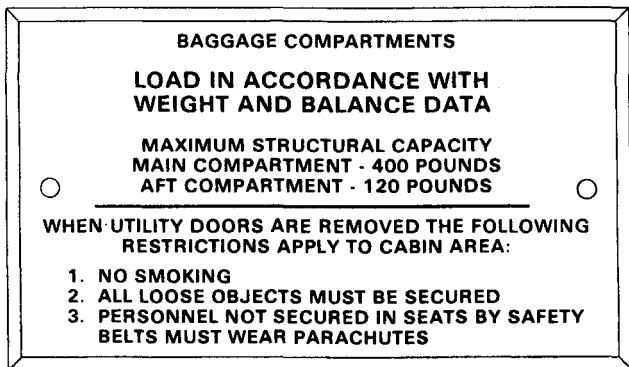 BAGGAGE COMPARTMENTS
LOAD IN ACCORDANCE WITH
WEIGHT AND BALANCE DATA
MAXIMUM STRUCTURAL CAPACITY
MAIN COMPARTMENT - 400 POUNDS
AFT COMPARTMENT - 120 POUNDS
WHEN UTILITY DOORS ARE REMOVED THE FOLLOWING
RESTRICTIONS APPLY TO CABIN AREA:
1. NO SMOKING
2. ALL LOOSE OBJECTS MUST BE SECURED
3. PERSONNEL NOT SECURED IN SEATS BY SAFETY
BELTS MUST WEAR PARACHUTES